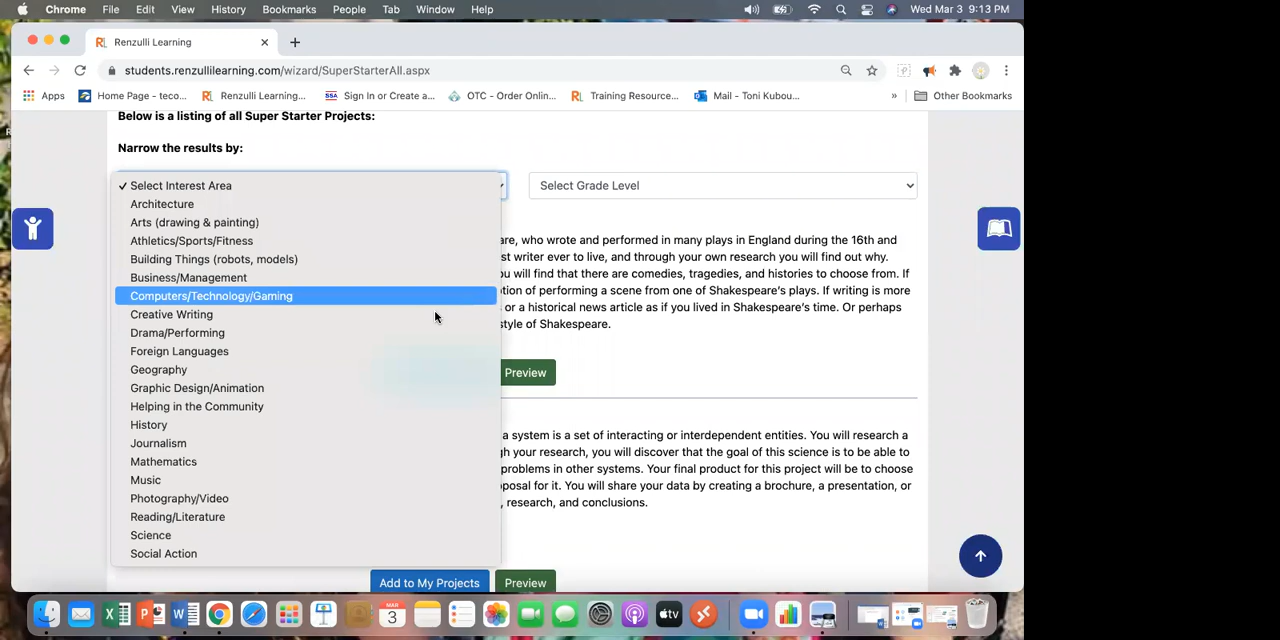 Chrome File Edit View History Bookmarks People Tab Window Help Wed Mar 3 9:13 PM
Renzulli Learning
students.renzullilearning.com/wizard/SuperStarterAll.aspx
Apps Home Page - teco... Renzulli Learning... Sign In or Create a... OTC - Order Onlin... Training Resource... Mail - Toni Kubou... » Other Bookmarks
Below is a listing of all Super Starter Projects:
Narrow the results by:
✓ Select Interest Area
Select Grade Level
Architecture
Arts (drawing & painting)
Athletics/Sports/Fitness
Building Things (robots, models)
Business/Management
Computers/Technology/Gaming
Creative Writing
Drama/Performing
Foreign Languages
Geography
Graphic Design/Animation
Helping in the Community
History
Journalism
Mathematics
Music
Photography/Video
Reading/Literature
Science
Social Action
are, who wrote and performed in many plays in England during the 16th and
st writer ever to live, and through your own research you will find out why.
ou will find that there are comedies, tragedies, and histories to choose from. If
tion of performing a scene from one of Shakespeare's plays. If writing is more
or a historical news article as if you lived in Shakespeare's time. Or perhaps
style of Shakespeare.
Preview
a system is a set of interacting or interdependent entities. You will research a
gh your research, you will discover that the goal of this science is to be able to
problems in other systems. Your final product for this project will be to choose
posal for it. You will share your data by creating a brochure, a presentation, or
, research, and conclusions.
Add to My Projects Preview
MAR
3
tv